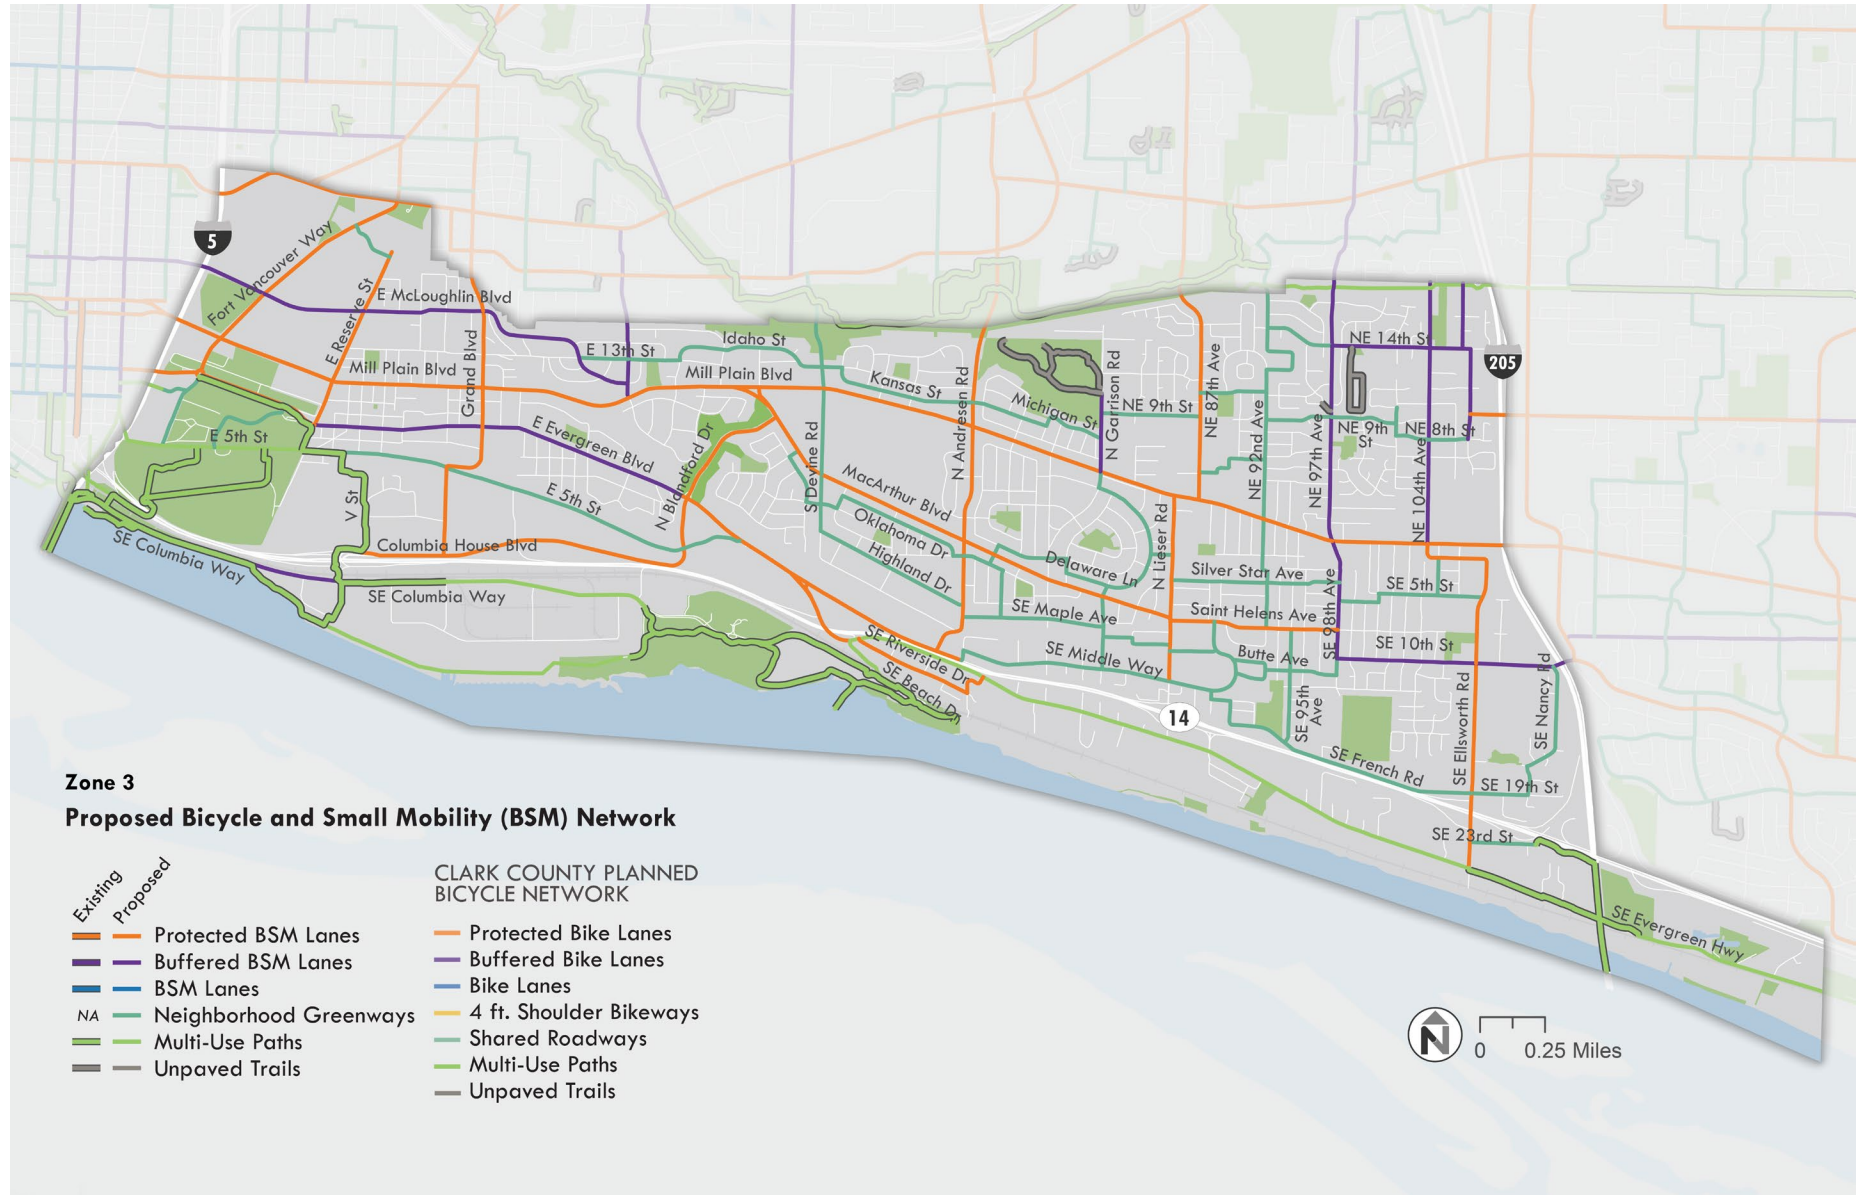 5
Fort Vancouver Way
E McLoughlin Blvd
E Reserve St
Grand Blvd
Mill Plain Blvd
E 13th St
Idaho St
Mill Plain Blvd
Kansas St
N Andresen Rd
Michigan St
N Garrison Rd
NE 9th St
NE 87th Ave
NE 92nd Ave
NE 97th Ave
NE 14th St
NE 9th
St
NE 8th St
NE 104th Ave
205
E 5th St
V St
E Evergreen Blvd
E 5th St
N Blandford Dr
S Devine Rd
MacArthur Blvd
Oklahoma Dr
Highland Dr
Delaware Ln
N Lieser Rd
Silver Star Ave
SE 5th St
Saint Helens Ave
SE 98th Ave
SE 10th St
SE Maple Ave
SE Middle Way
Butte Ave
SE 95th
Ave
SE Columbia Way
Columbia House Blvd
SE Columbia Way
SE Riverside Dr
SE Beach Dr
14
SE French Rd
SE Ellsworth Rd
SE Nancy Rd
SE 19th St
SE 23rd St
SE Evergreen Hwy
Zone 3
Proposed Bicycle and Small Mobility (BSM) Network
Existing
Proposed
Protected BSM Lanes
Buffered BSM Lanes
BSM Lanes
NA Neighborhood Greenways
Multi-Use Paths
Unpaved Trails
CLARK COUNTY PLANNED
BICYCLE NETWORK
Protected Bike Lanes
Buffered Bike Lanes
Bike Lanes
4 ft. Shoulder Bikeways
Shared Roadways
Multi-Use Paths
Unpaved Trails
N
0 0.25 Miles